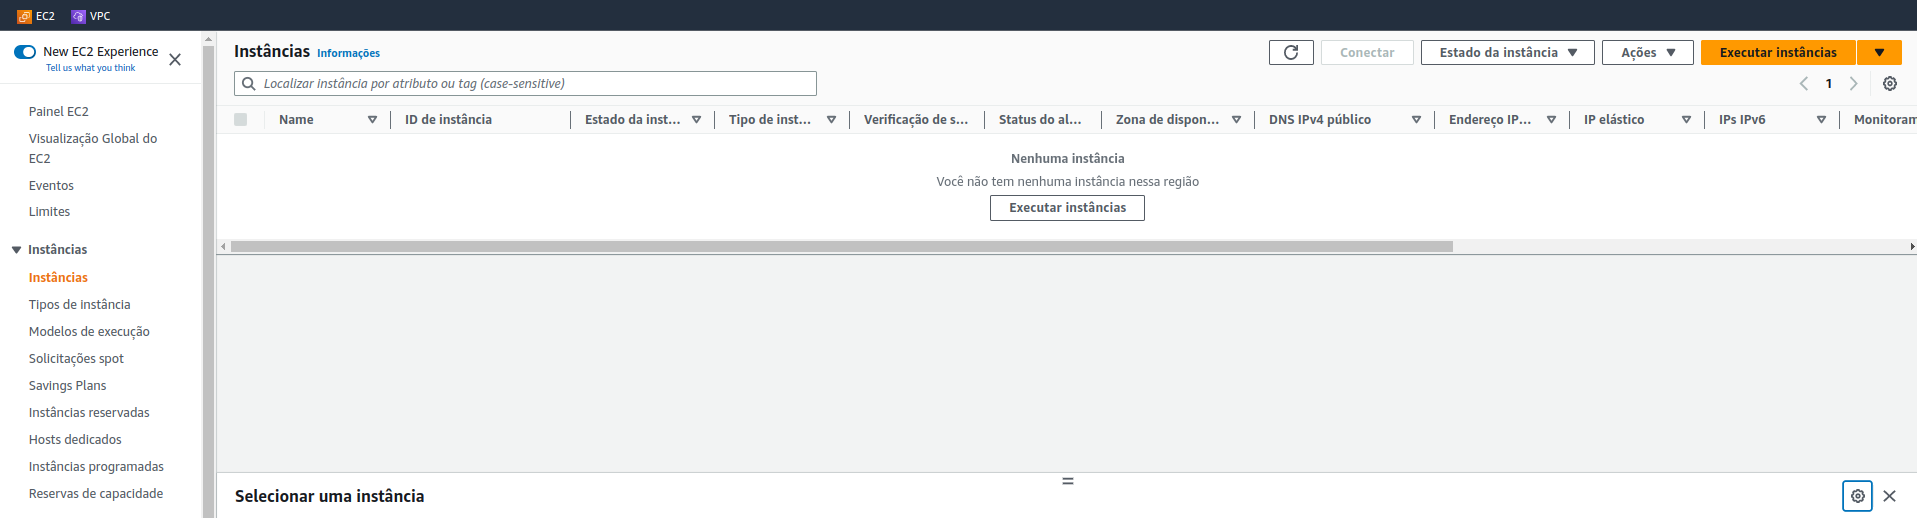 EC2 VPC
New EC2 Experience
Tell us what you think
Painel EC2
Visualização Global do
EC2
Eventos
Limites
Instâncias
Instâncias
Tipos de instância
Modelos de execução
Solicitações spot
Savings Plans
Instâncias reservadas
Hosts dedicados
Instâncias programadas
Reservas de capacidade
Instâncias Informações
Conectar Estado da instância Ações Executar instâncias
Localizar instância por atributo ou tag (case-sensitive)
1
Name ID de instância Estado da inst... Tipo de inst... Verificação de s... Status do al... Zona de dispon... DNS IPv4 público Endereço IP... IP elástico IPs IPv6 Monitoram
Nenhuma instância
Você não tem nenhuma instância nessa região
Executar instâncias
Selecionar uma instância